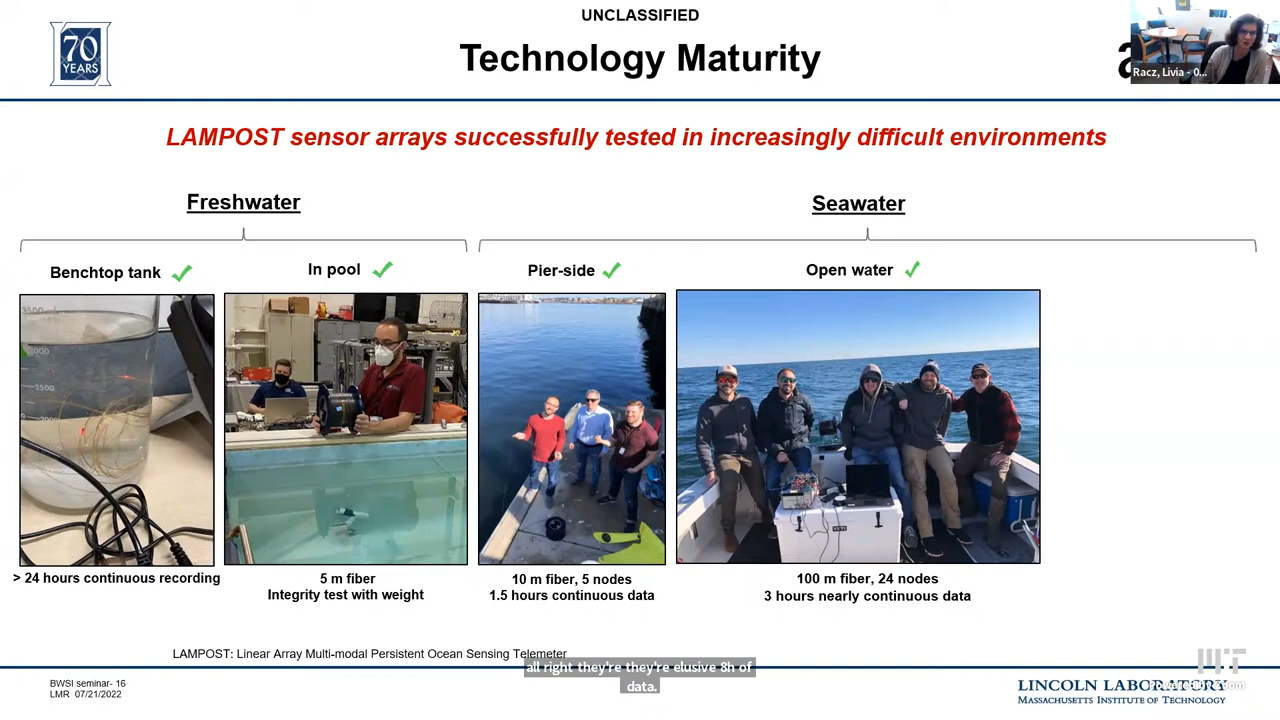 UNCLASSIFIED
70
YEARS
Technology Maturity
Racz, Livia - 0...
LAMPOST sensor arrays successfully tested in increasingly difficult environments
Freshwater
Seawater
Benchtop tank
In pool
Pier-side
Open water
> 24 hours continuous recording
5 m fiber
Integrity test with weight
10 m fiber, 5 nodes
1.5 hours continuous data
100 m fiber, 24 nodes
3 hours nearly continuous data
LAMPOST: Linear Array Multi-modal Persistent Ocean Sensing Telemeter
all right they're they're elusive 8h of
data.
BWSI seminar- 16
LMR 07/21/2022
LINCOLN LABORATORY
MASSACHUSETTS INSTITUTE OF TECHNOLOGY
Powered by Zoom